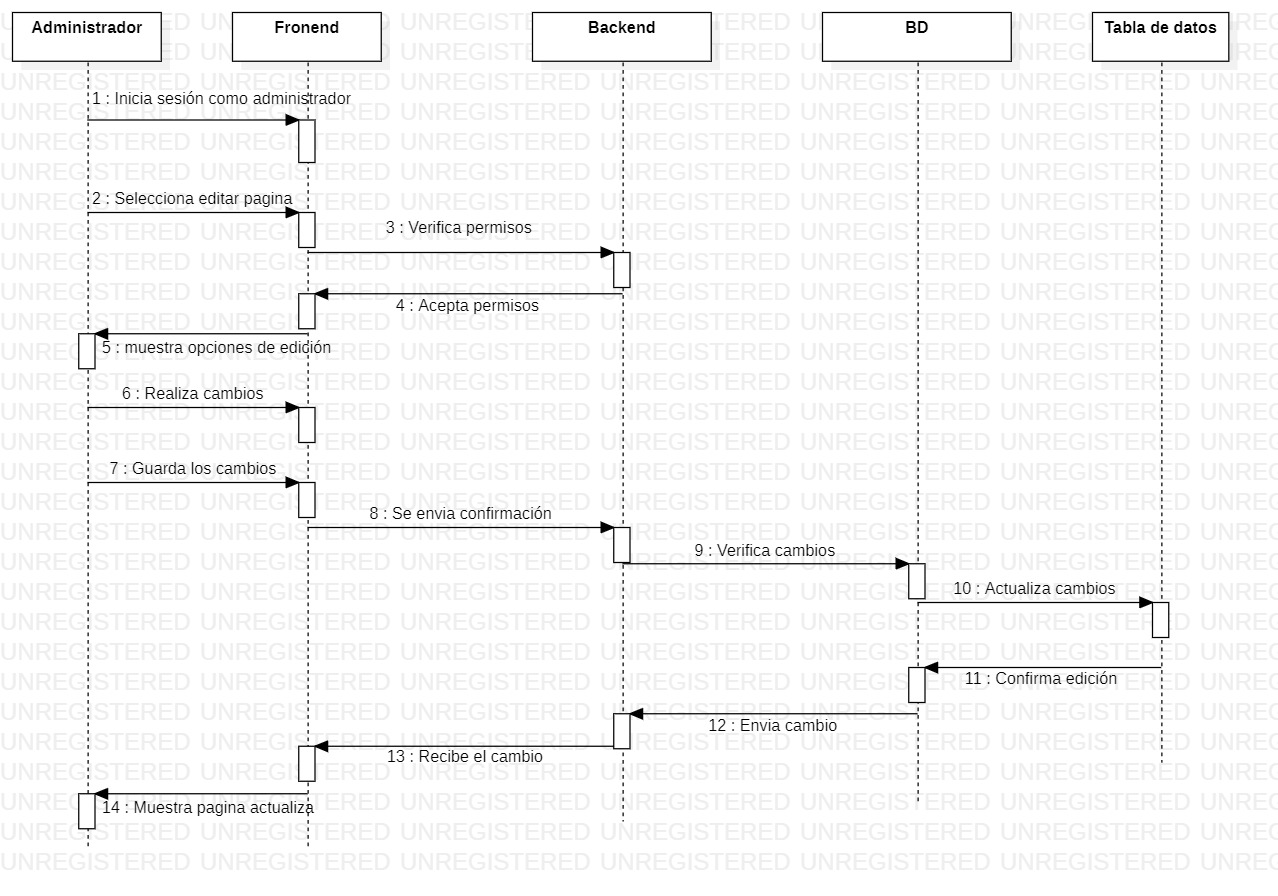 Administrador
Fronend
Backend
BD
Tabla de datos
1 : Inicia sesión como administrador
2 : Selecciona editar pagina
3 : Verifica permisos
4 : Acepta permisos
5 : muestra opciones de edición
6 : Realiza cambios
7 : Guarda los cambios
8 : Se envia confirmación
9 : Verifica cambios
10 : Actualiza cambios
11 : Confirma edición
12 : Envia cambio
13 : Recibe el cambio
14 : Muestra pagina actualiza
UNREGISTERED